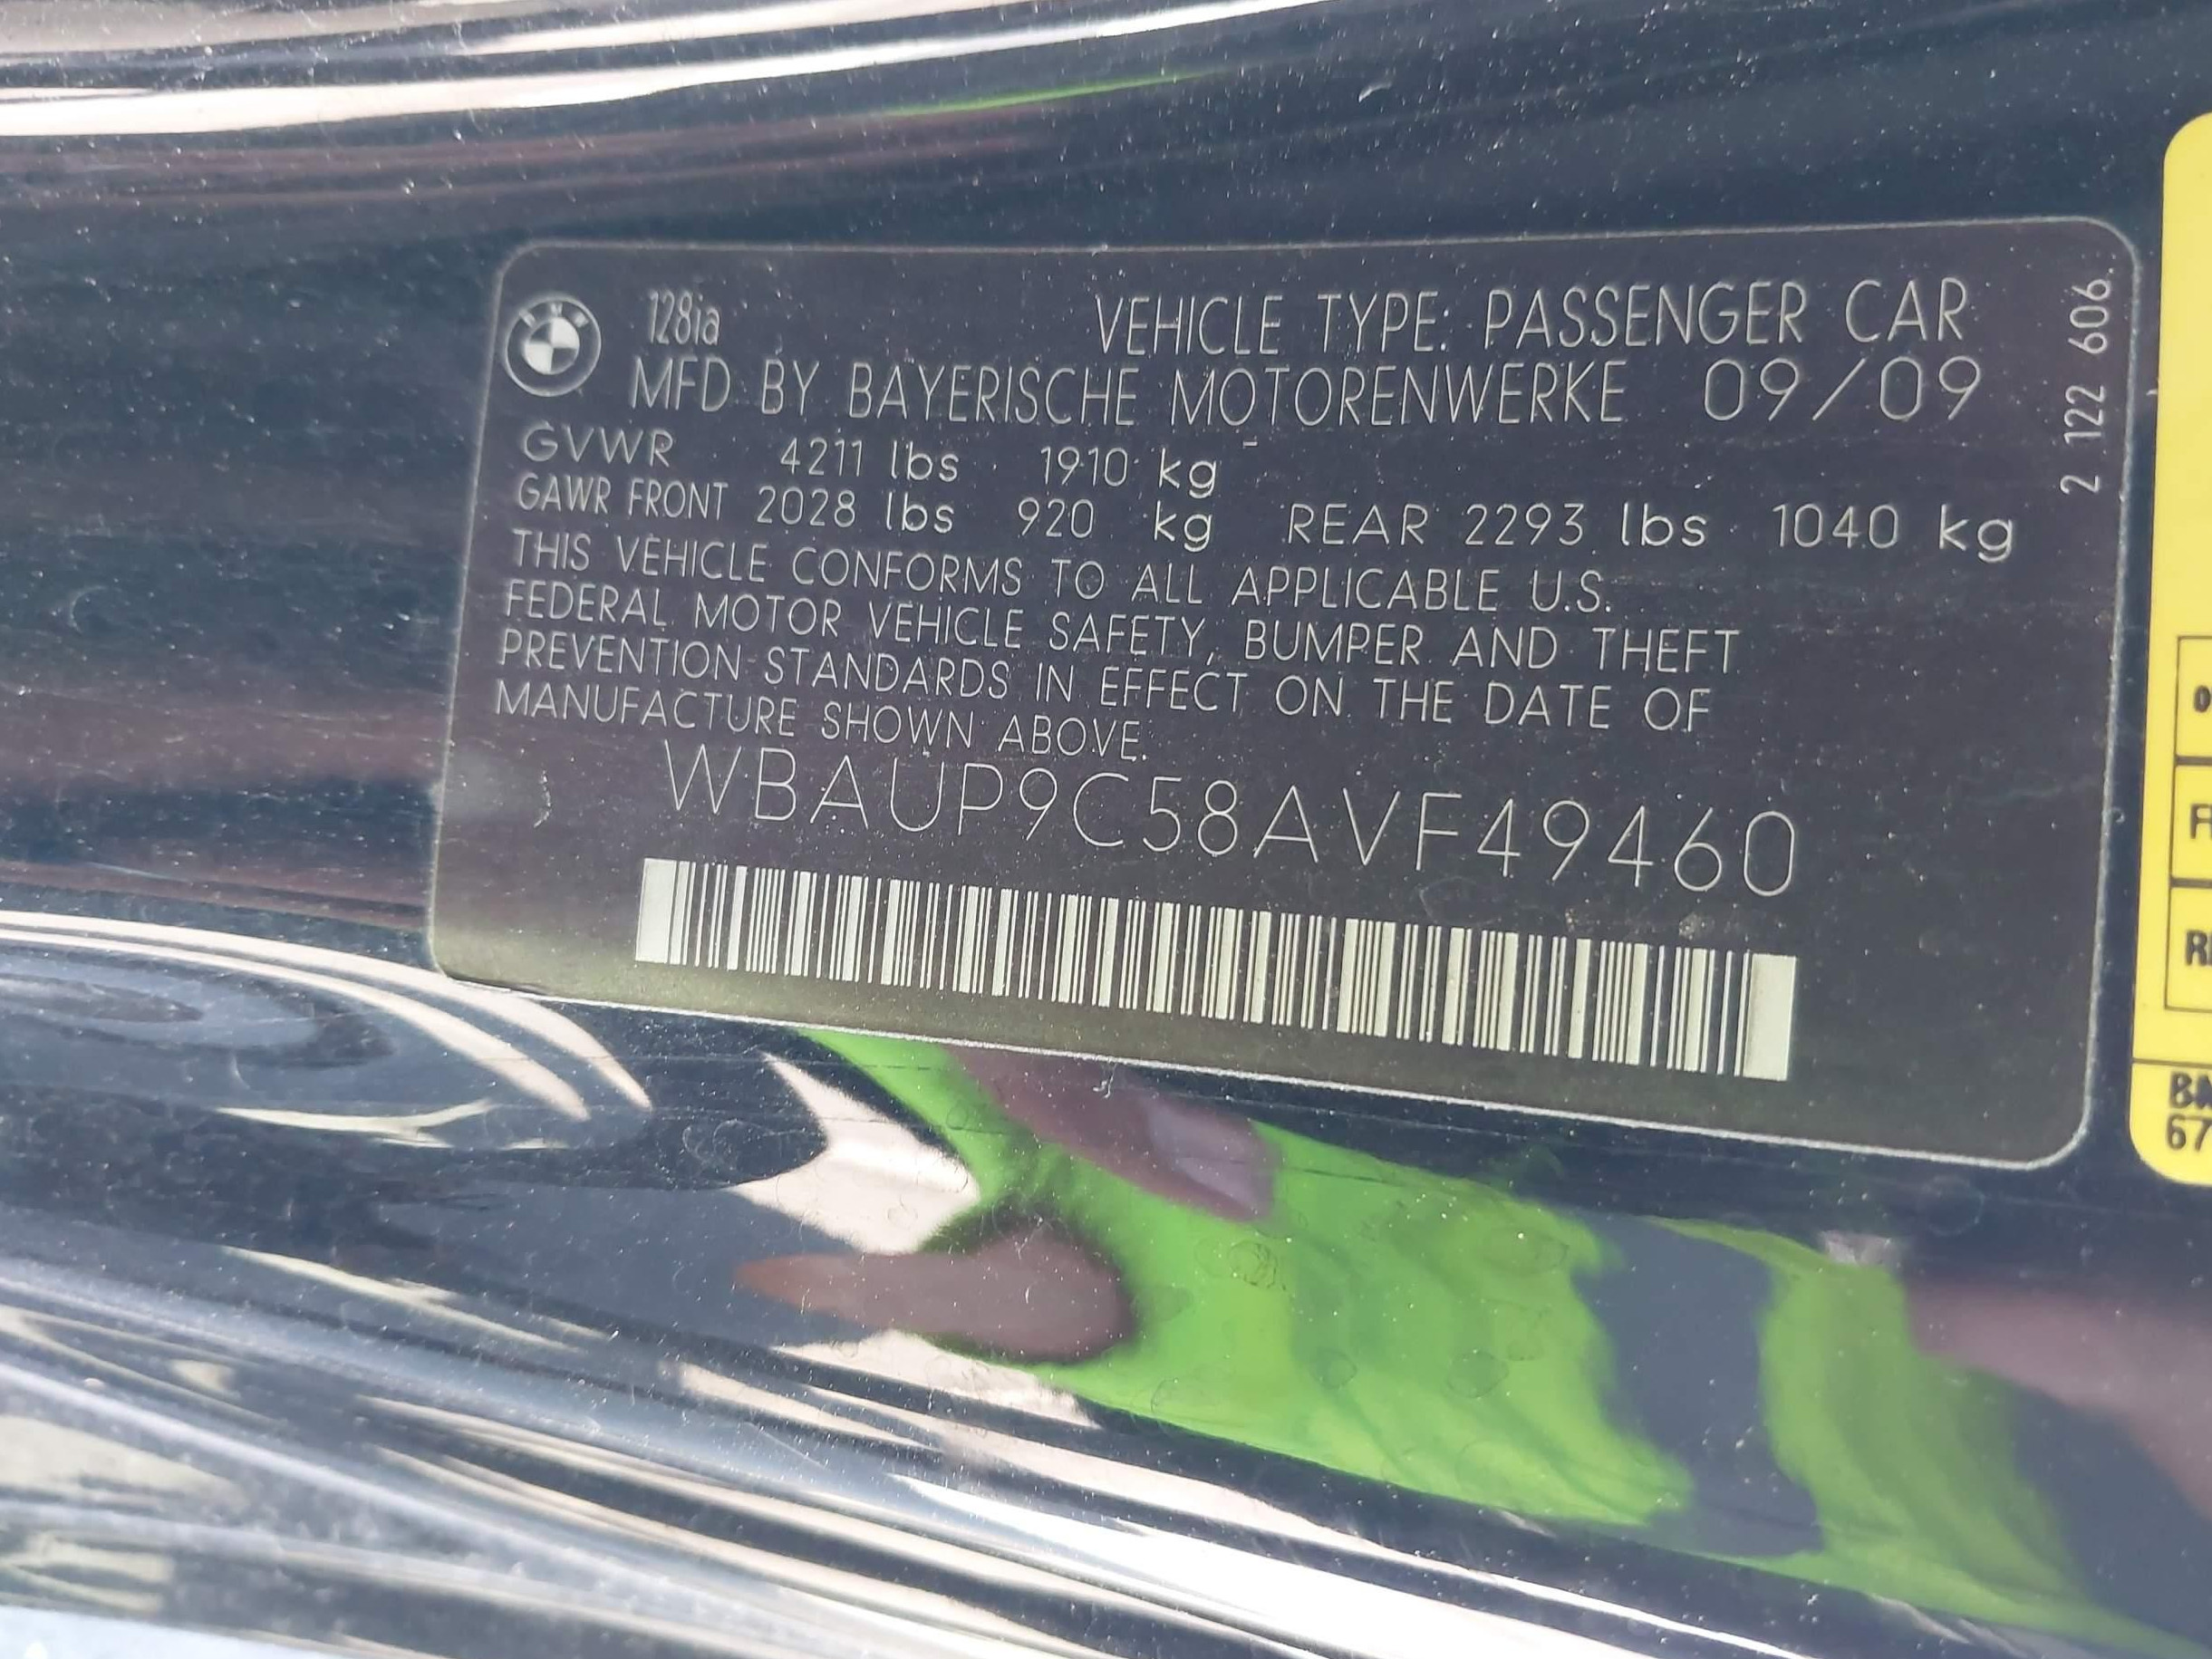 BMW
128ia
VEHICLE TYPE: PASSENGER CAR
MFD BY BAYERISCHE MOTORENWERKE 09/09
GVWR 4211 lbs 1910 kg
GAWR FRONT 2028 lbs 920 kg REAR 2293 lbs 1040 kg
THIS VEHICLE CONFORMS TO ALL APPLICABLE U.S.
FEDERAL MOTOR VEHICLE SAFETY, BUMPER AND THEFT
PREVENTION STANDARDS IN EFFECT ON THE DATE OF
MANUFACTURE SHOWN ABOVE.
WBAUP9C58AVF49460
2 122 606.
67